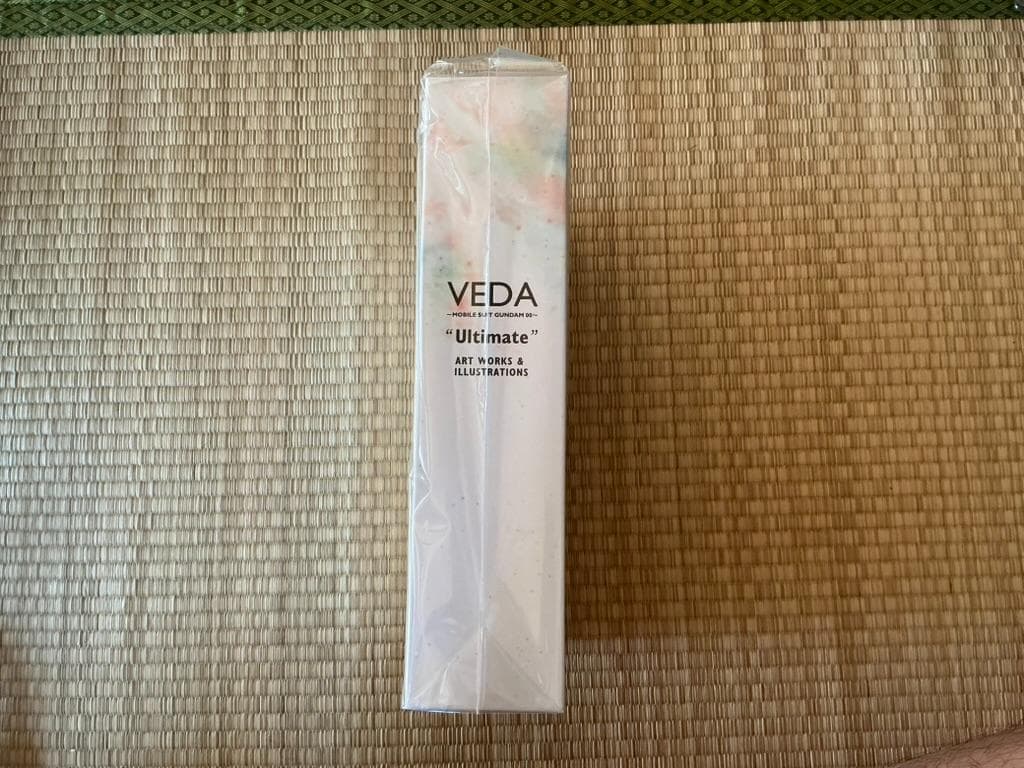 VEDA
~MOBILE SUIT GUNDAM 00~
“Ultimate”
ART WORKS &
ILLUSTRATIONS